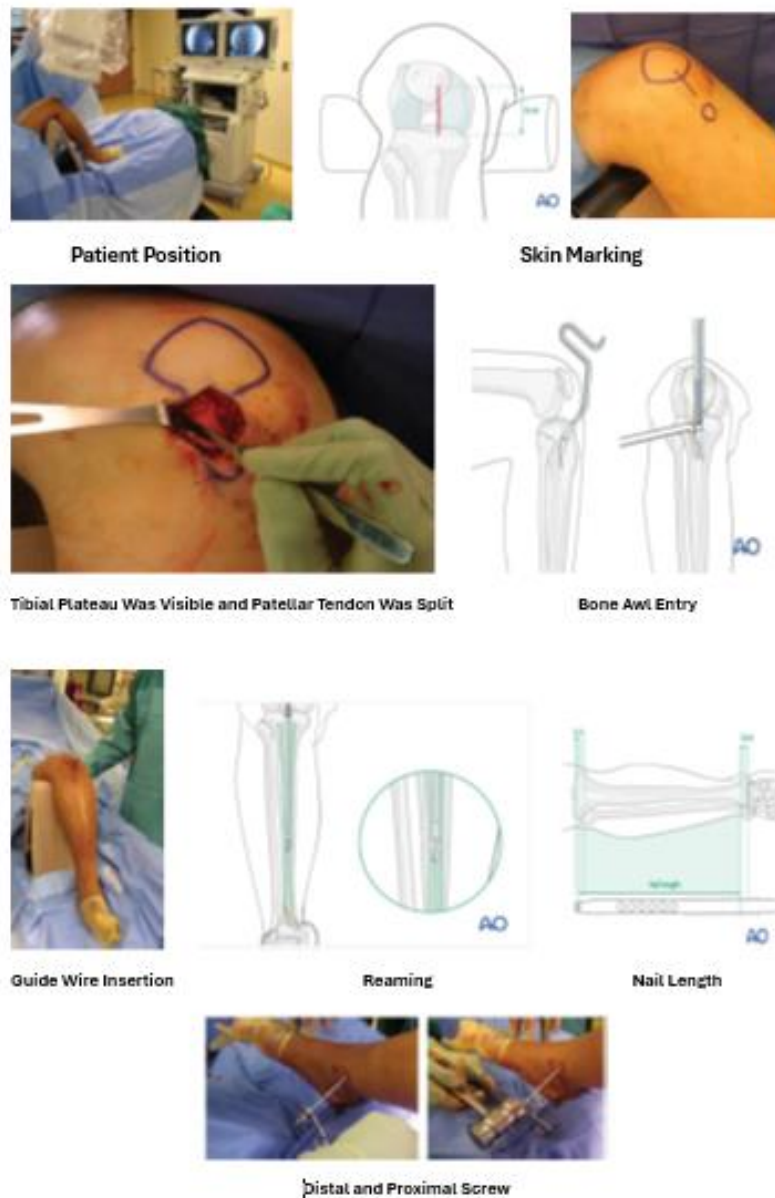 AO
Patient Position
Skin Marking
Tibial Plateau Was Visible and Patellar Tendon Was Split
Bone Awl Entry
AO
Guide Wire Insertion
Reaming
Nail Length
AO
AO
Distal and Proximal Screw